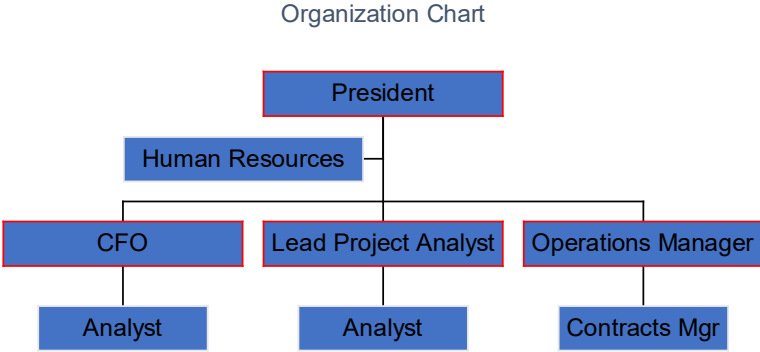 Organization Chart
President
Human Resources
CFO
Lead Project Analyst
Operations Manager
Analyst
Analyst
Contracts Mgr